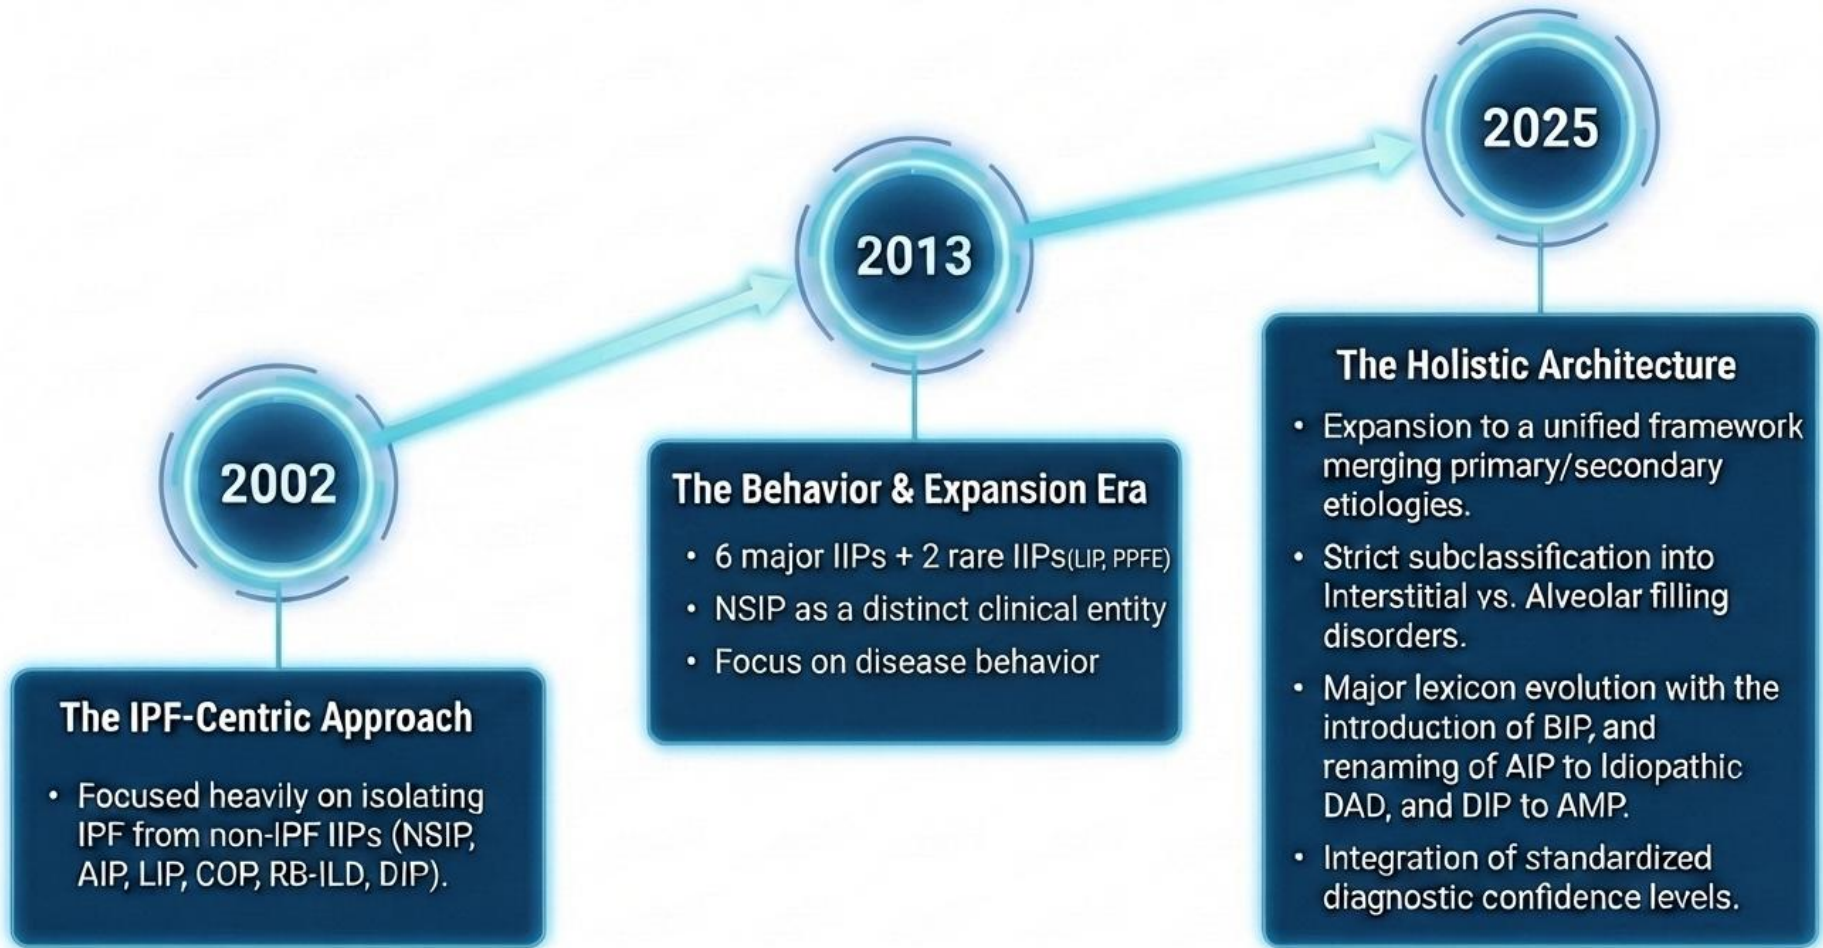 2002
The IPF-Centric Approach
• Focused heavily on isolating
IPF from non-IPF IIPs (NSIP,
AIP, LIP, COP, RB-ILD, DIP).
2013
The Behavior & Expansion Era
• 6 major IIPs + 2 rare IIPs(LIP, PPFE)
• NSIP as a distinct clinical entity
• Focus on disease behavior
2025
The Holistic Architecture
• Expansion to a unified framework
merging primary/secondary
etiologies.
• Strict subclassification into
Interstitial vs. Alveolar filling
disorders.
• Major lexicon evolution with the
introduction of BIP, and
renaming of AIP to Idiopathic
DAD, and DIP to AMP.
• Integration of standardized
diagnostic confidence levels.